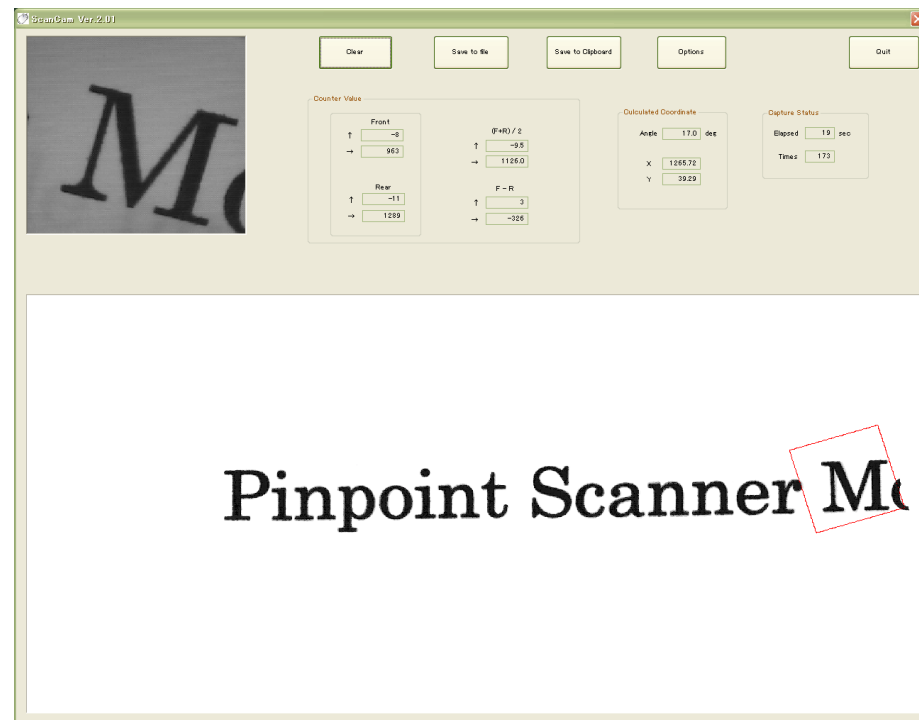 ScanCam Ver.2.01
Clear
Save to file
Save to Clipboard
Options
Quit
Counter Value
Front
↑ -8
→ 963
Rear
↑ -11
→ 1289
(F+R) / 2
↑ -9.5
→ 1126.0
F - R
↑ 3
→ -326
Culculated Coordinate
Angle 17.0 deg
X 1265.72
Y 39.29
Capture Status
Elapsed 19 sec
Times 173
M
Pinpoint Scanner Mo